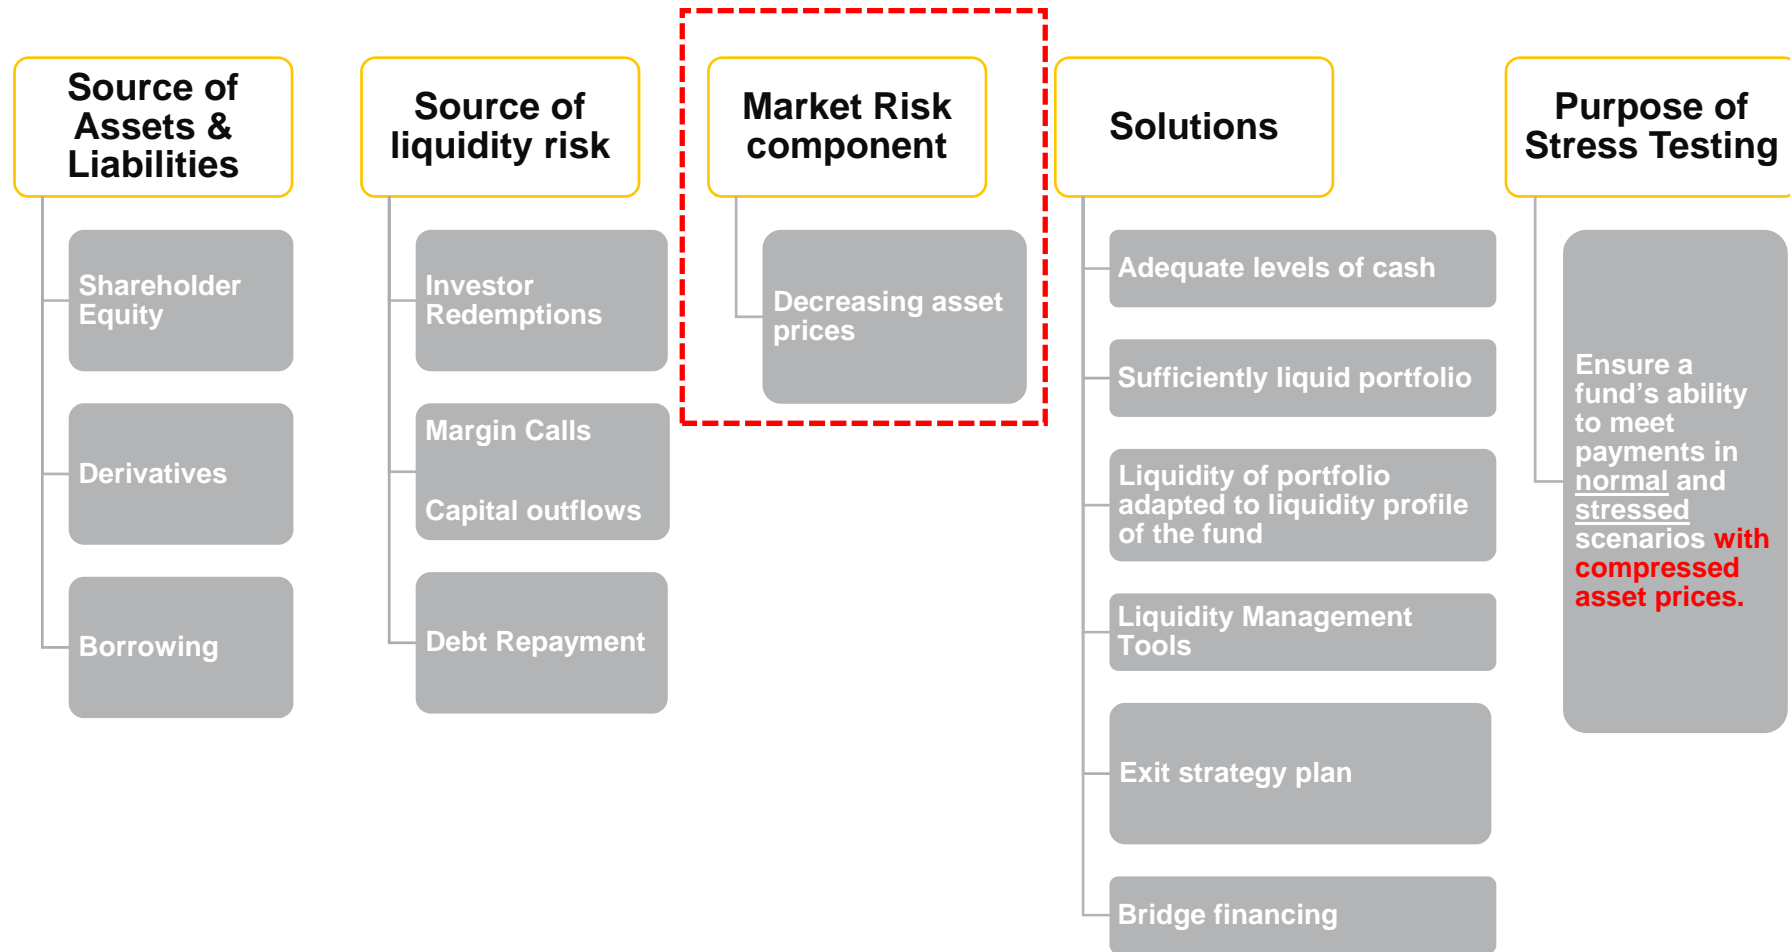 Source of
Assets &
Liabilities
Shareholder
Equity
Derivatives
Borrowing
Source of
liquidity risk
Investor
Redemptions
Margin Calls
Capital outflows
Debt Repayment
Market Risk
component
Decreasing asset
prices
Solutions
Adequate levels of cash
Sufficiently liquid portfolio
Liquidity of portfolio
adapted to liquidity profile
of the fund
Liquidity Management
Tools
Exit strategy plan
Bridge financing
Purpose of
Stress Testing
Ensure a
fund’s ability
to meet
payments in
normal and
stressed
scenarios with
compressed
asset prices.